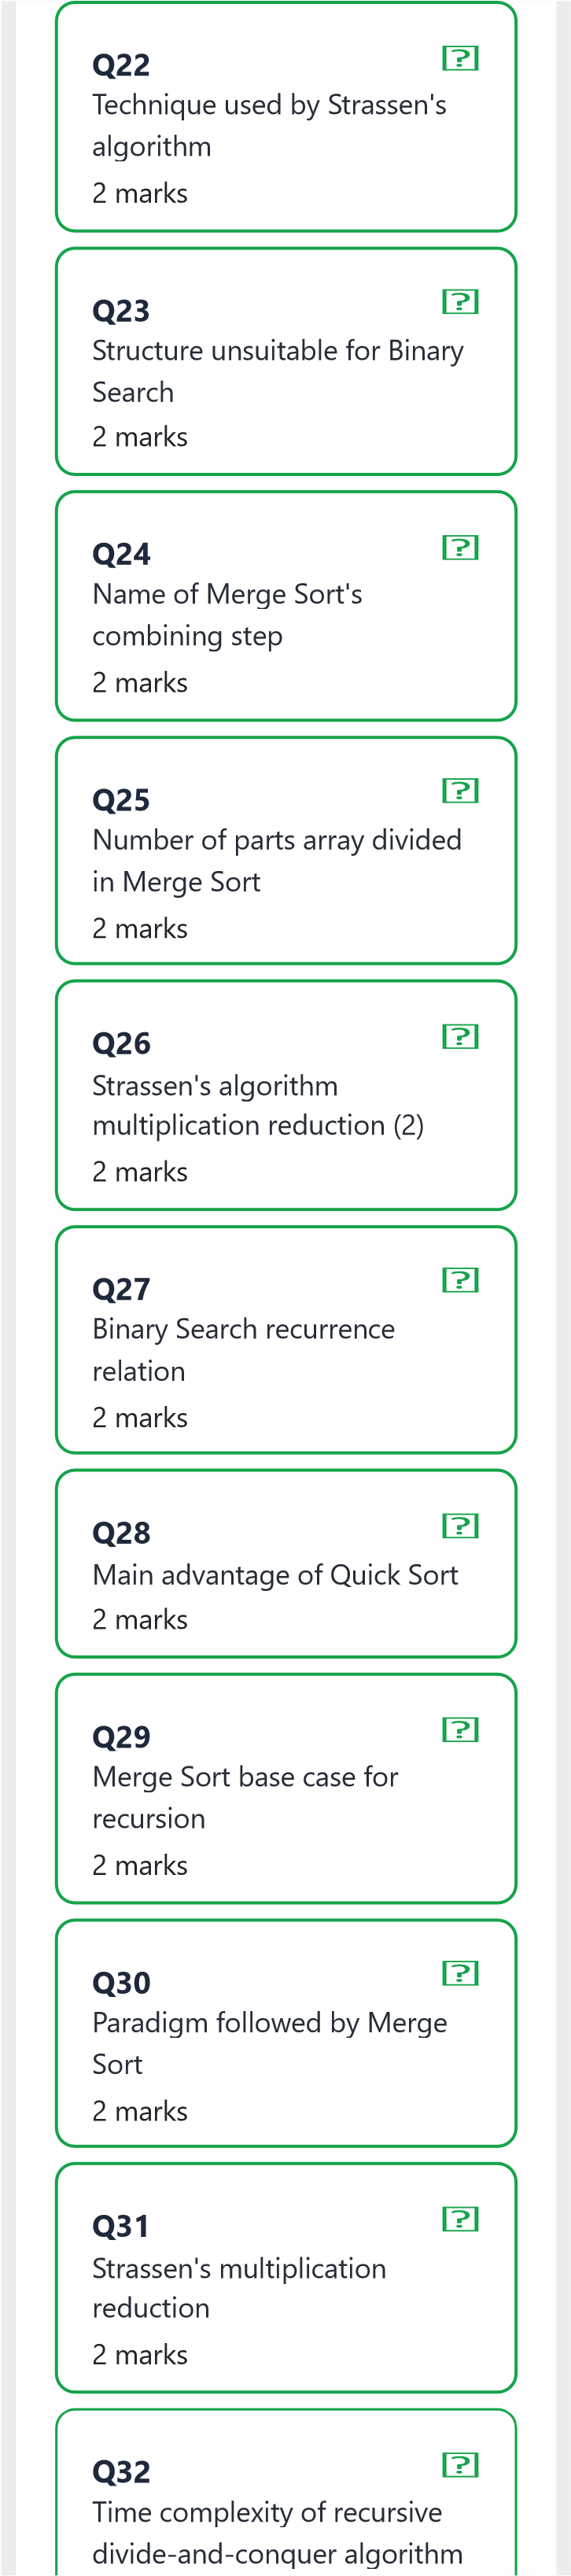 Q22
Technique used by Strassen's
algorithm
2 marks
Q23
Structure unsuitable for Binary
Search
2 marks
Q24
Name of Merge Sort's
combining step
2 marks
Q25
Number of parts array divided
in Merge Sort
2 marks
Q26
Strassen's algorithm
multiplication reduction (2)
2 marks
Q27
Binary Search recurrence
relation
2 marks
Q28
Main advantage of Quick Sort
2 marks
Q29
Merge Sort base case for
recursion
2 marks
Q30
Paradigm followed by Merge
Sort
2 marks
Q31
Strassen's multiplication
reduction
2 marks
Q32
Time complexity of recursive
divide-and-conquer algorithm